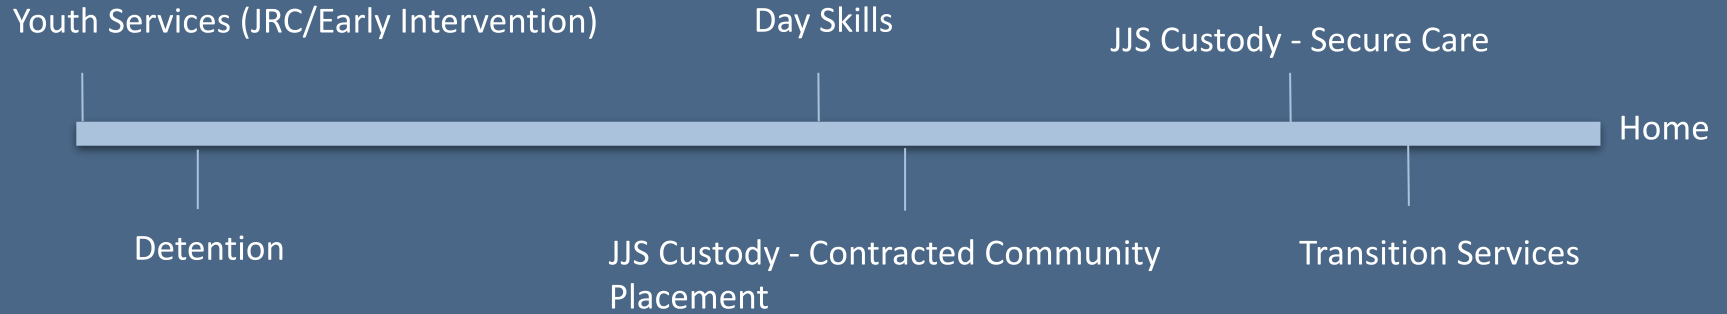 Youth Services (JRC/Early Intervention)
Day Skills
JJS Custody - Secure Care
Home
Detention
JJS Custody - Contracted Community
Placement
Transition Services